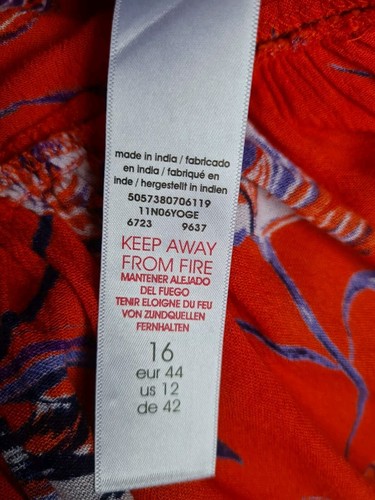 made in india / fabricado
en india / fabriqué en
inde / hergestellt in indien
5057380706119
11N06YOGE
6723 9637
KEEP AWAY
FROM FIRE
MANTENER ALEJADO
DEL FUEGO
TENIR ELOIGNE DU FEU
VON ZUNDQUELLEN
FERNHALTEN
16
eur 44
us 12
de 42